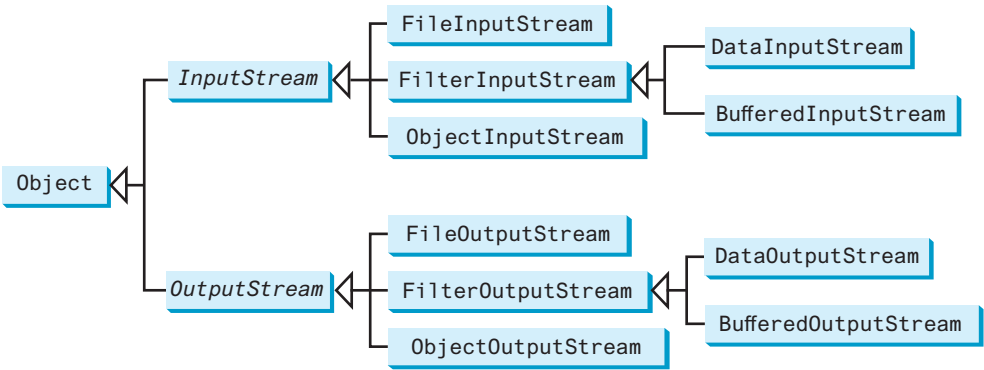 FileInputStream
DataInputStream
InputStream
FilterInputStream
BufferedInputStream
ObjectInputStream
Object
FileOutputStream
DataOutputStream
OutputStream
FilterOutputStream
BufferedOutputStream
ObjectOutputStream